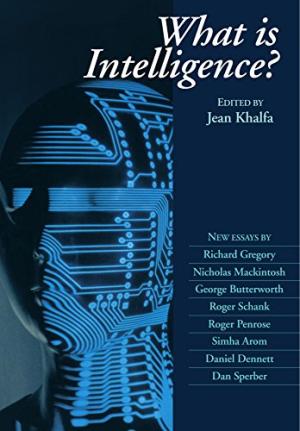 What is
Intelligence?
EDITED BY
Jean Khalfa
NEW ESSAYS BY
Richard Gregory
Nicholas Mackintosh
George Butterworth
Roger Schank
Roger Penrose
Simha Arom
Daniel Dennett
Dan Sperber